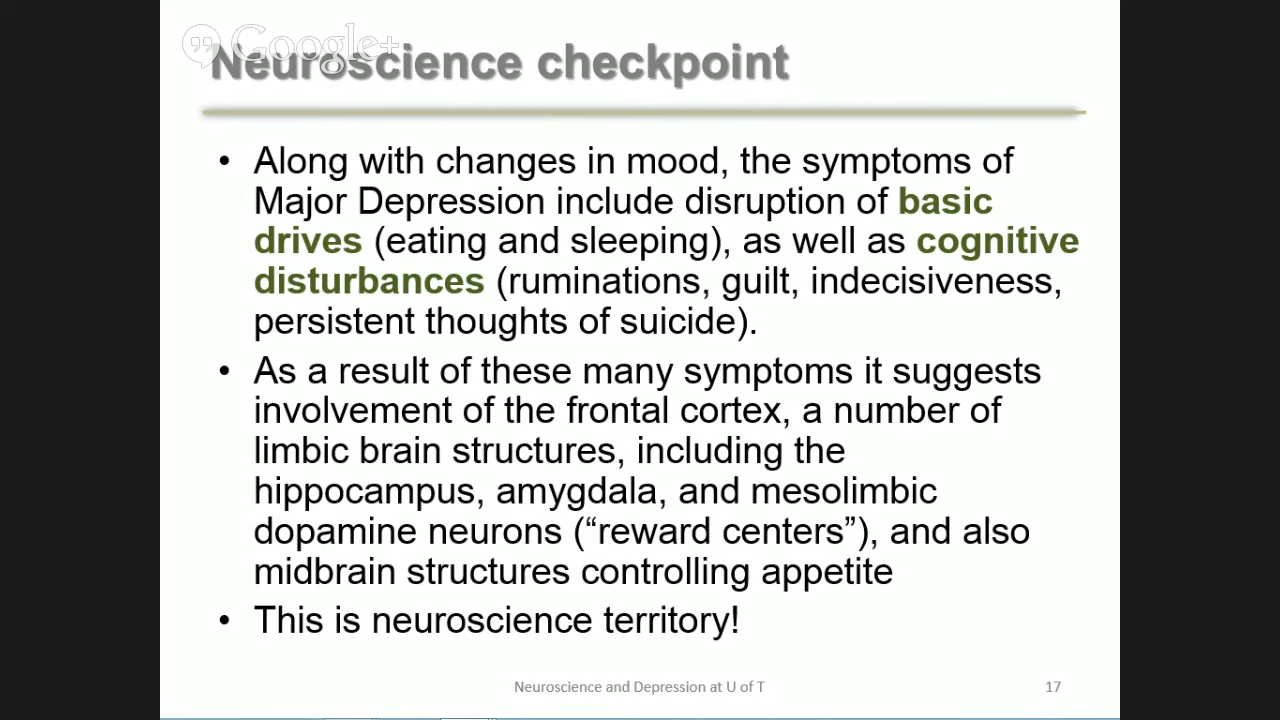 Google+
Neuroscience checkpoint
• Along with changes in mood, the symptoms of
Major Depression include disruption of basic
drives (eating and sleeping), as well as cognitive
disturbances (ruminations, guilt, indecisiveness,
persistent thoughts of suicide).
• As a result of these many symptoms it suggests
involvement of the frontal cortex, a number of
limbic brain structures, including the
hippocampus, amygdala, and mesolimbic
dopamine neurons (“reward centers”), and also
midbrain structures controlling appetite
• This is neuroscience territory!
Neuroscience and Depression at U of T
17